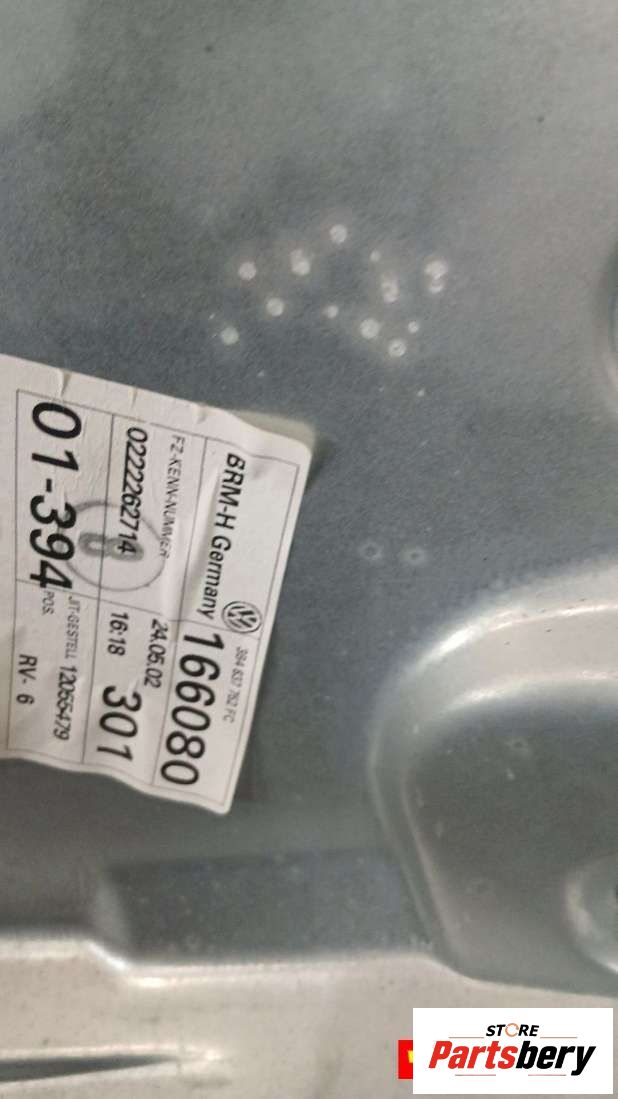 BRM-H Germany
3B4 837 752 FC
166080
FZ-KENN-NUMMER
0222262714
24.05.02
16:18
301
01-394
JIT-GESTELL 12055479
POS.
RV- 6
STORE
Partsbery